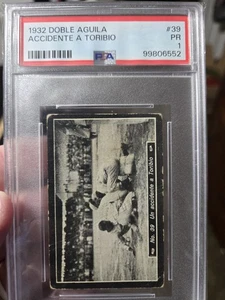 1932 DOBLE AGUILA #39
ACCIDENTE A TORIBIO PR
1
PSA 99806552
No. 39 Un accidente a Toribio